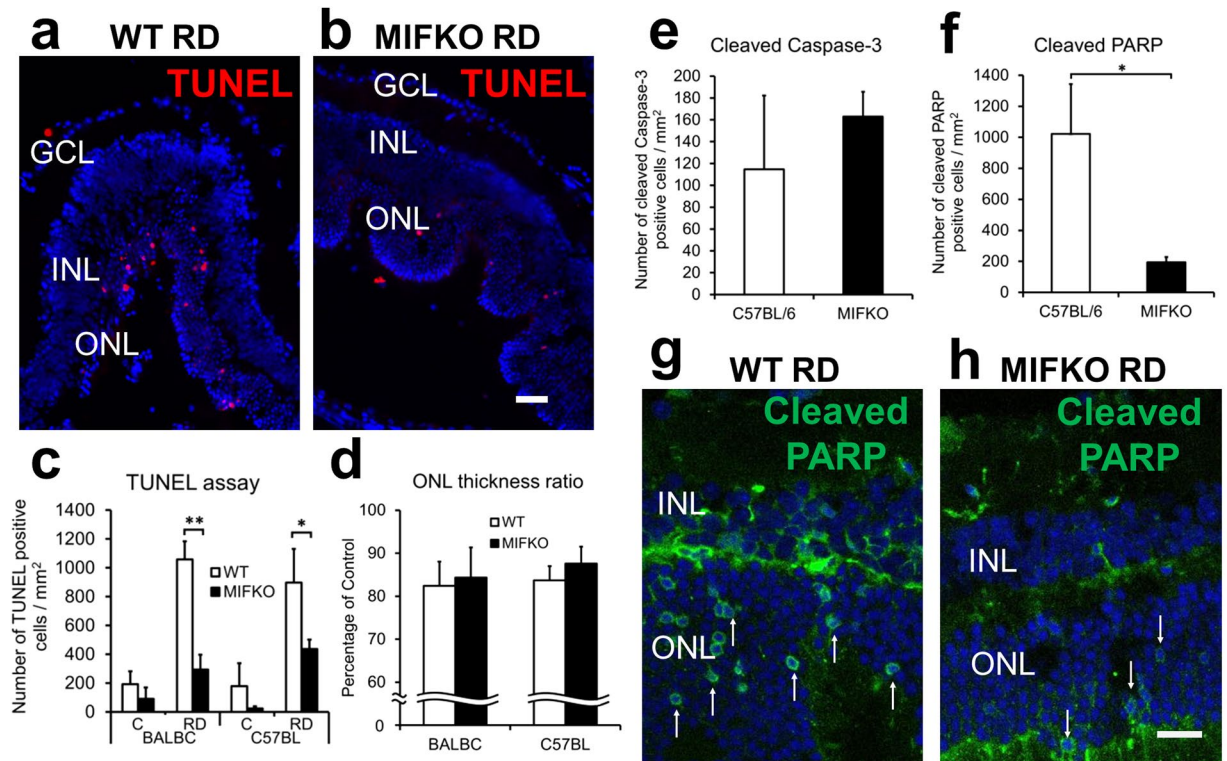 a
WT RD
TUNEL
GCL
INL
ONL
b
MIFKO RD
TUNEL
GCL
INL
ONL
c
TUNEL assay
Number of TUNEL positive
cells / mm²
1400
1200
1000
800
600
400
200
0
**
*
WT
MIFKO
C
RD
C
RD
BALBC
C57BL
d
ONL thickness ratio
Percentage of Control
100
90
80
70
60
0
WT
MIFKO
BALBC
C57BL
e
Cleaved Caspase-3
Number of cleaved Caspase-3
positive cells / mm²
200
180
160
140
120
100
80
60
40
20
0
C57BL/6
MIFKO
f
Cleaved PARP
Number of cleaved PARP
positive cells / mm²
1400
1200
1000
800
600
400
200
0
*
C57BL/6
MIFKO
g
WT RD
Cleaved
PARP
INL
ONL
h
MIFKO RD
Cleaved
PARP
INL
ONL